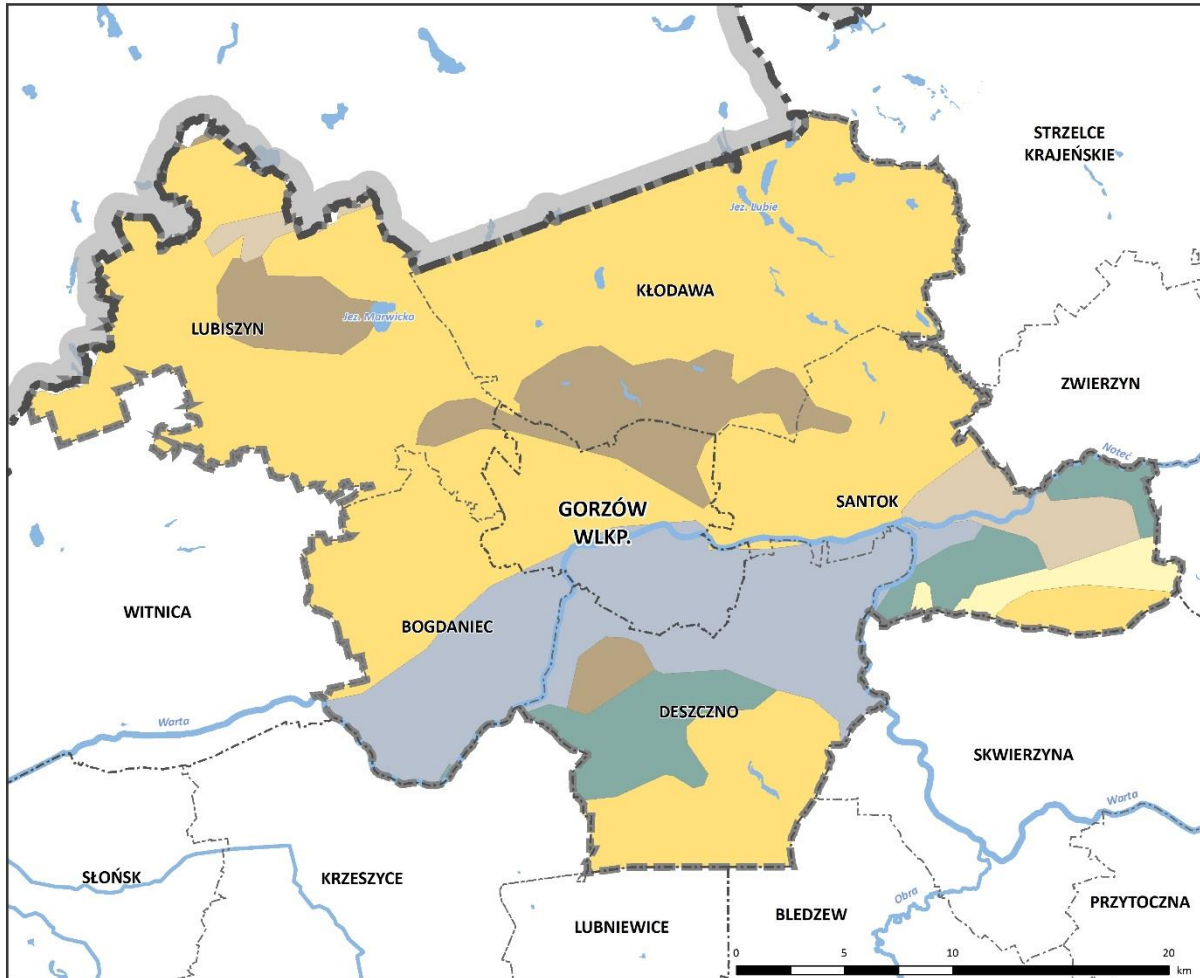 STRZELCE
KRAJEŃSKIE
Jez. Lubie
KŁODAWA
Jez. Marwicko
LUBISZYN
ZWIERZYN
Noteć
SANTOK
GORZÓW
WLKP.
WITNICA
BOGDANIEC
DESZCZNO
Warta
SKWIERZYNA
Warta
SŁOŃSK
KRZESZYCE
Obra
PRZYTOCZNA
BLEDZEW
LUBNIEWICE
0 5 10 20
km